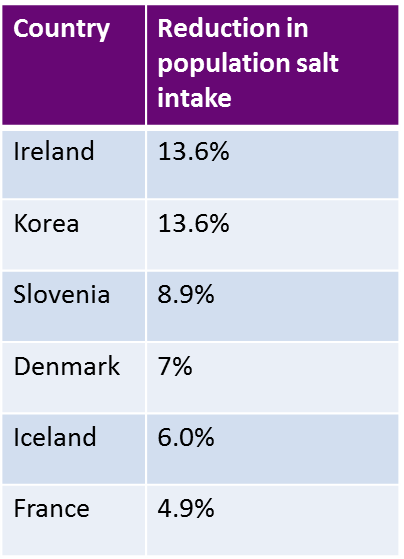 Country Reduction in
population salt
intake
Ireland 13.6%
Korea 13.6%
Slovenia 8.9%
Denmark 7%
Iceland 6.0%
France 4.9%